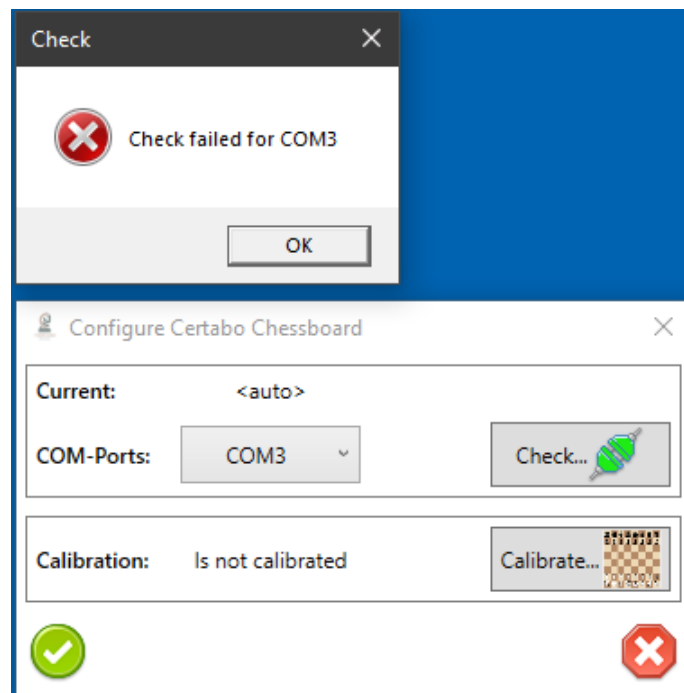 Check
Check failed for COM3
OK
Configure Certabo Chessboard
Current: <auto>
COM-Ports: COM3 Check...
Calibration: Is not calibrated Calibrate...